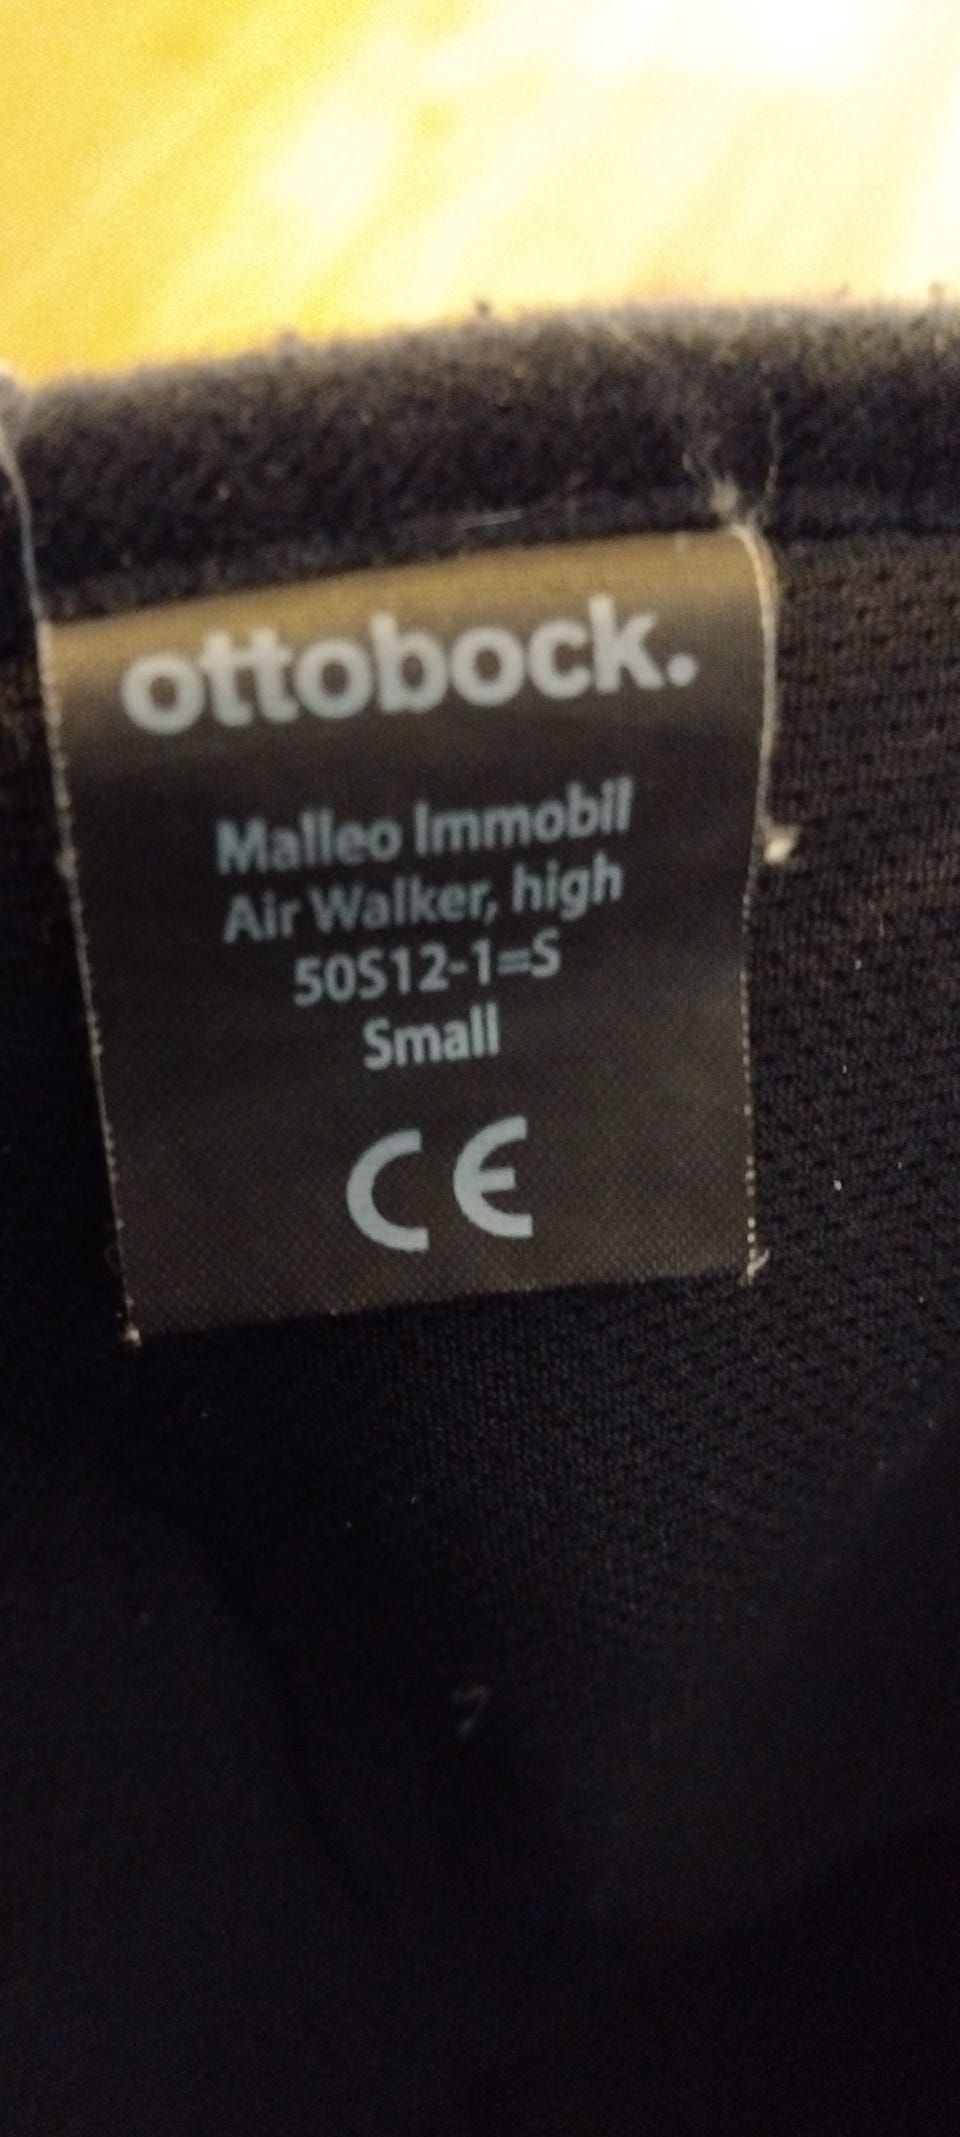 ottobock.
Malleo Immobil
Air Walker, high
50S12-1=S
Small
CE